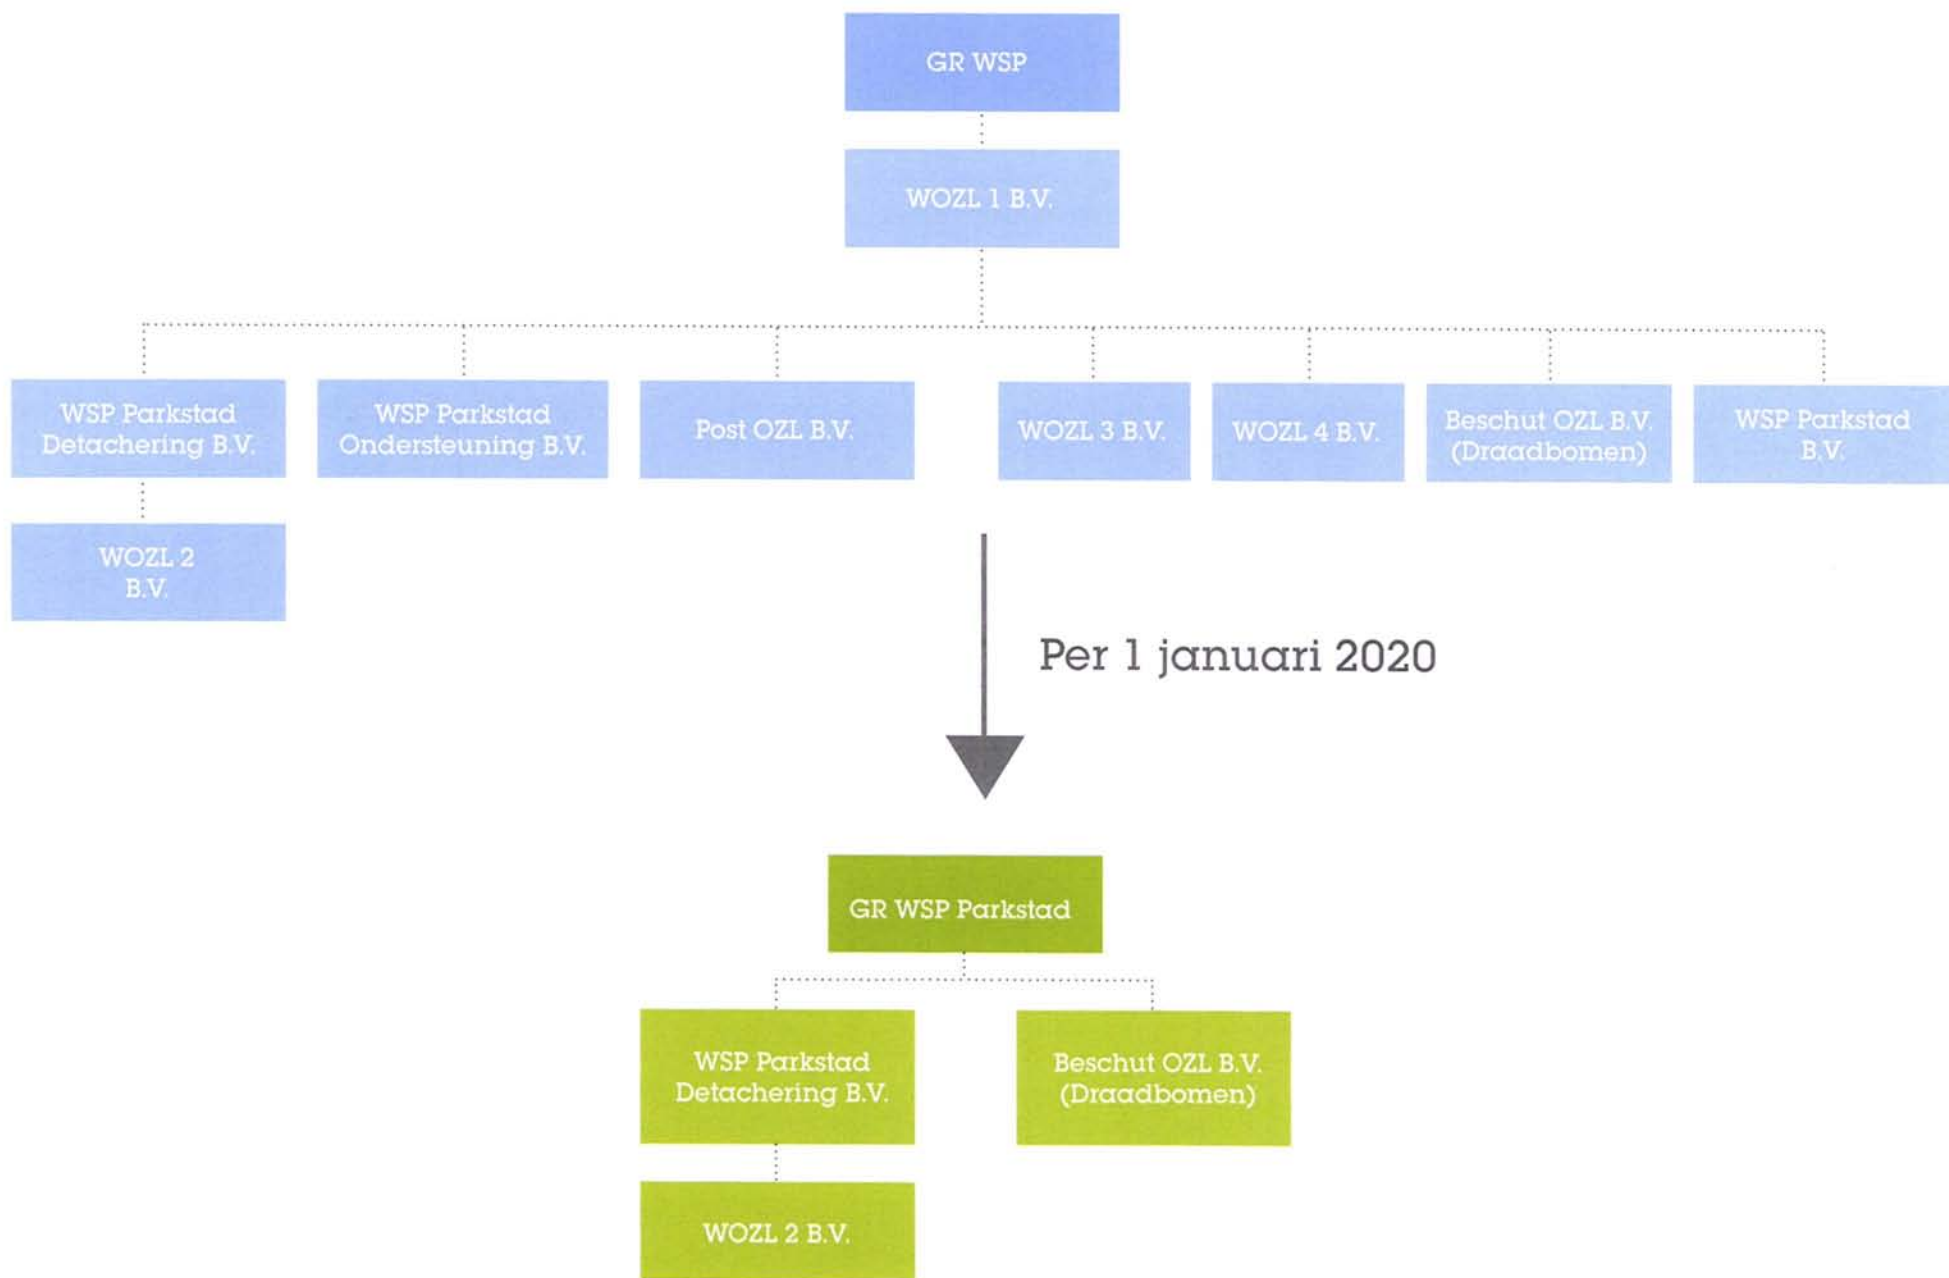 GR WSP
WOZL 1 B.V.
WSP Parkstad
Detachering B.V.
WSP Parkstad
Ondersteuning B.V.
Post OZL B.V.
WOZL 3 B.V.
WOZL 4 B.V.
Beschut OZL B.V.
(Draadbomen)
WSP Parkstad
B.V.
WOZL 2
B.V.
Per 1 januari 2020
GR WSP Parkstad
WSP Parkstad
Detachering B.V.
Beschut OZL B.V.
(Draadbomen)
WOZL 2 B.V.